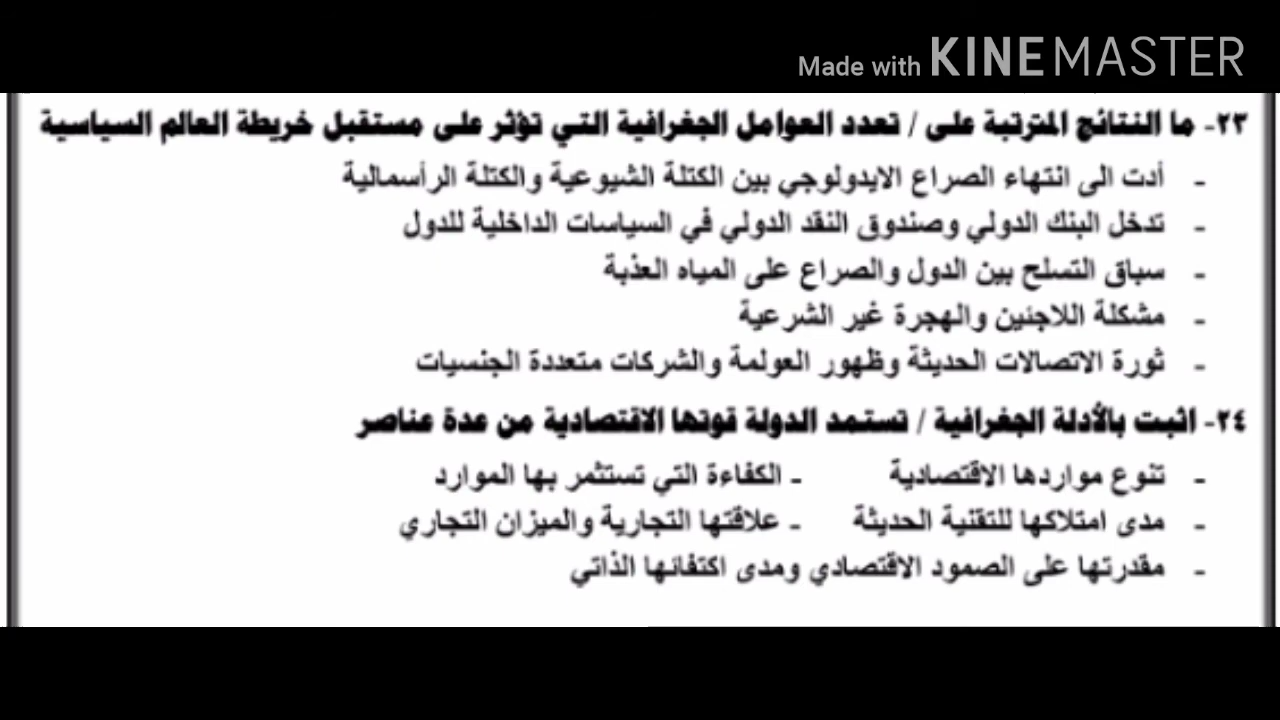 Made with KINEMASTER
٢٣- ما النتائج المترتبة على / تعدد العوامل الجغرافية التي تؤثر على مستقبل خريطة العالم السياسية
- أدت الى انتهاء الصراع الايدولوجي بين الكتلة الشيوعية والكتلة الرأسمالية
- تدخل البنك الدولي وصندوق النقد الدولي في السياسات الداخلية للدول
- سباق التسلح بين الدول والصراع على المياه العذبة
- مشكلة اللاجئين والهجرة غير الشرعية
- ثورة الاتصالات الحديثة وظهور العولمة والشركات متعددة الجنسيات
٢٤- اثبت بالأدلة الجغرافية / تستمد الدولة قوتها الاقتصادية من عدة عناصر
- تنوع مواردها الاقتصادية - الكفاءة التي تستثمر بها الموارد
- مدى امتلاكها للتقنية الحديثة - علاقتها التجارية والميزان التجاري
- مقدرتها على الصمود الاقتصادي ومدى اكتفائها الذاتي